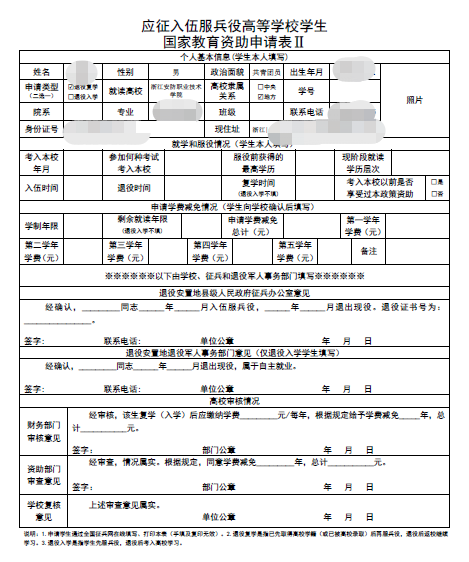 应征入伍服兵役高等学校学生
国家教育资助申请表Ⅱ
个人基本信息(学生本人填写)
姓名 性别 男 政治面貌 共青团员 出生年月 照片
申请类型 (二选一) ☑退役复学 □退役入学 就读高校 浙江安防职业技术学院 高校隶属关系 □中央 ☑地方 学号
院系 专业 班级 联系电话
身份证号 现住址 浙江
就学和服役情况（学生本人填写）
考入本校年月 参加何种考试考入本校 服役前获得的最高学历 现阶段就读学历层次
入伍时间 退役时间 复学时间 (退役入学不填) 考入本校以前是否享受过本政策资助 □是 □否
申请学费减免情况（学生向学校确认后填写）
学制年限 剩余就读年限 (退役入学不填) 申请学费减免总计（元） 第一学年学费（元）
第二学年学费（元） 第三学年学费（元） 第四学年学费（元） 第五学年学费（元） 备注
※※※※※※以下由学校、征兵和退役军人事务部门填写※※※※※※
退役安置地县级人民政府征兵办公室意见
经确认，______同志_____年_____月入伍服兵役，_____年_____月退出现役。退役证书号为：
______________。
签字： 联系电话： 单位公章 年 月 日
退役安置地退役军人事务部门意见（仅退役入学学生填写）
经确认，______同志_____年_____月退出现役，属于自主就业。
签字： 联系电话： 单位公章 年 月 日
高校审核情况
财务部门审核意见 经审核，该生复学（入学）后应缴纳学费________元/每年，根据规定给予学费减免_____年，总
计__________元。
签字： 部门公章 年 月 日
资助部门审查意见 经审查，情况属实。根据规定，同意学费减免________年，总计__________元。
签字： 部门公章 年 月 日
学校复核意见 上述审查意见属实。
单位公章 年 月 日
说明：1.申请学生通过全国征兵网在线填写、打印本表（手填及复印无效）。2.退役复学是指已先取得高校学籍（或已被高校录取）后再服兵役，退役后返校继续
学习。3.退役入学是指学生先服兵役，退役后考入高校学习。